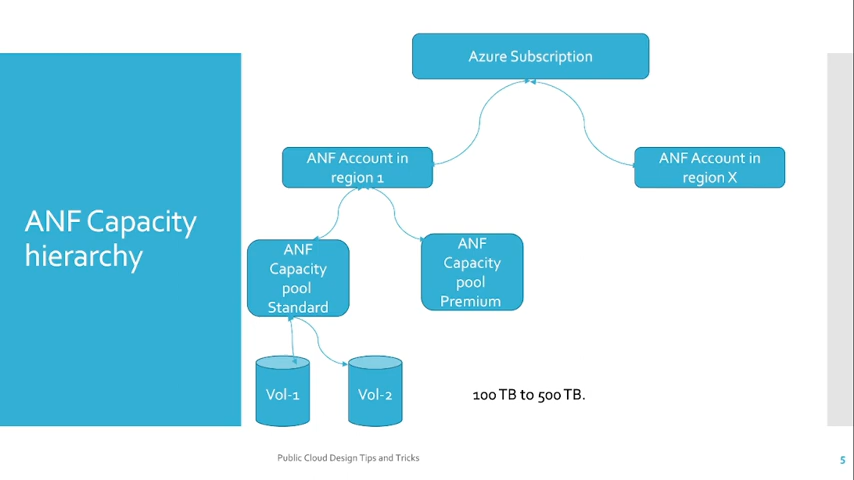 Azure Subscription
ANF Account in
region 1
ANF Account in
region X
ANF Capacity
hierarchy
ANF
Capacity
pool
Standard
ANF
Capacity
pool
Premium
Vol-1
Vol-2
100 TB to 500 TB.
Public Cloud Design Tips and Tricks
5